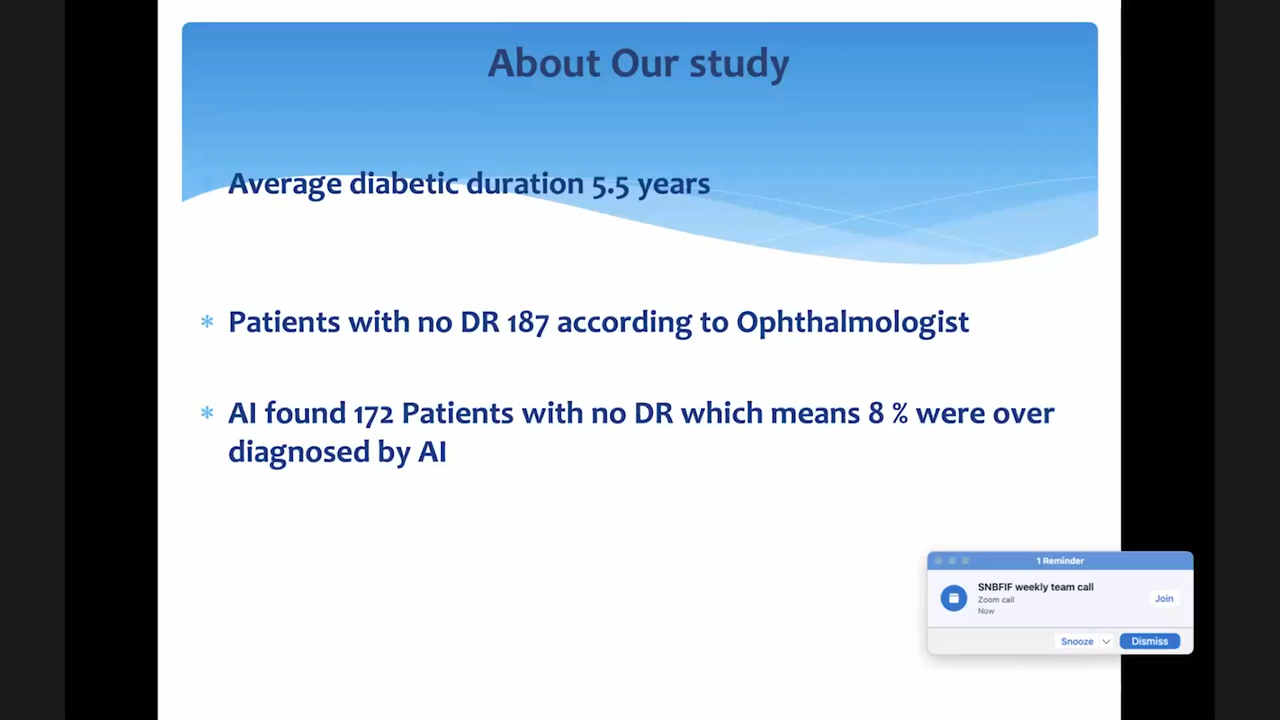 About Our study
Average diabetic duration 5.5 years
* Patients with no DR 187 according to Ophthalmologist
* AI found 172 Patients with no DR which means 8 % were over
diagnosed by AI
1 Reminder
SNBFIF weekly team call
Zoom call
Now
Join
Snooze
Dismiss